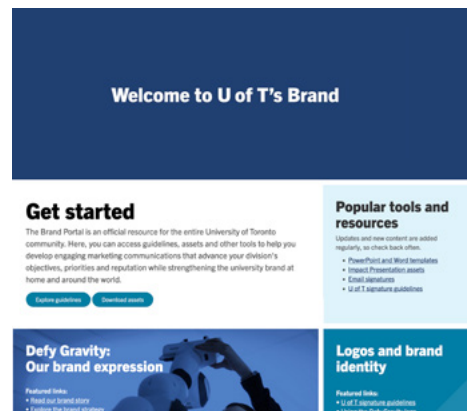 Welcome to U of T's Brand
Get started
The Brand Portal is an official resource for the entire University of Toronto
community. Here, you can access guidelines, assets and other tools to help you
develop engaging marketing communications that advance your division's
objectives, priorities and reputation while strengthening the university brand at
home and around the world.
Explore guidelines
Download assets
Popular tools and
resources
Updates and new content are added
regularly, so check back often.
• PowerPoint and Word templates
• Impact Presentation assets
• Email signatures
• U of T signature guidelines
Defy Gravity:
Our brand expression
Featured links:
• Read our brand story
• Explore the brand strategy
Logos and brand
identity
Featured links:
• U of T signature guidelines